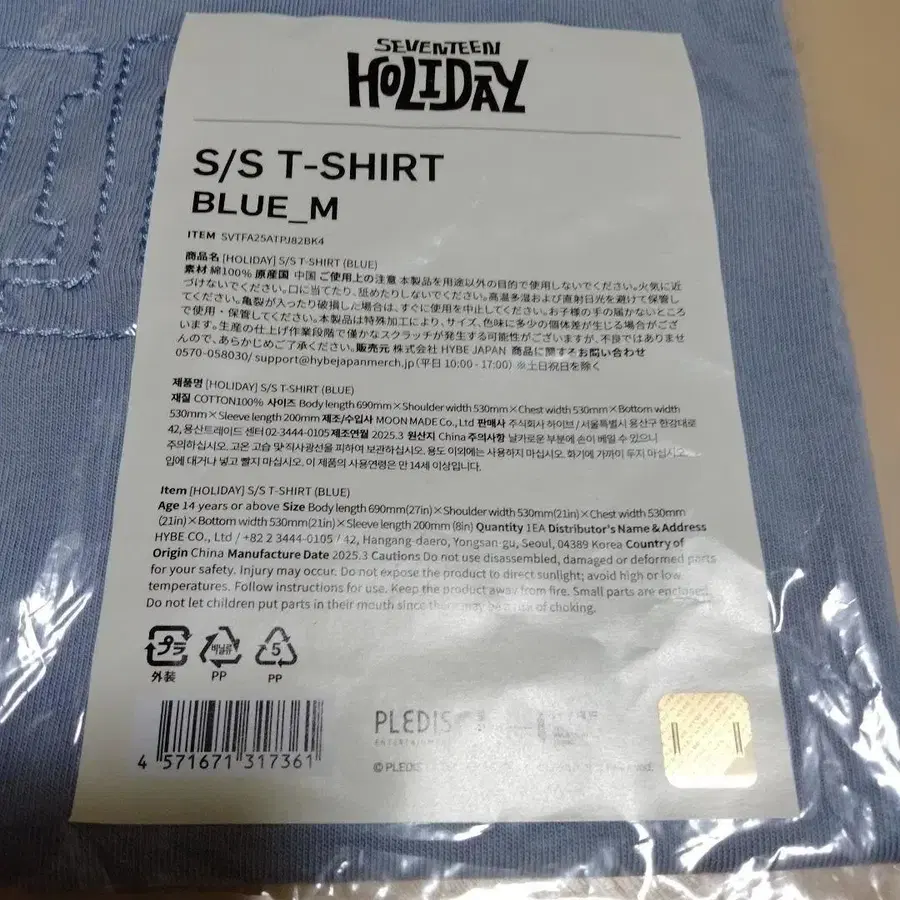 SEVENTEEN
HOLIDAY
S/S T-SHIRT
BLUE_M
ITEM SVTFA25ATPJ82BK4
商品名 [HOLIDAY] S/S T-SHIRT (BLUE)
素材 綿100% 原産国 中国 ご使用上の注意 本製品を用途以外の目的で使用しないでください。火気に近
づけないでください。口に当てたり、舐めたりしないでください。高温多湿および直射日光を避けて保管し
てください。亀裂が入ったり破損した場合は、すぐに使用を中止してください。お子様の手の届かないところ
で使用・保管してください。本製品は特殊加工により、サイズ、色味に多少の個体差が生じる場合がござ
います。生産の仕上げ作業段階で僅かなスクラッチが発生する可能性がございますが、不良ではありませ
んので、あらかじめご了承ください。販売元 株式会社 HYBE JAPAN 商品に関するお問い合わせ
0570-058030/ support@hybejapanmerch.jp (平日 10:00 - 17:00) ※土日祝日を除く
제품명 [HOLIDAY] S/S T-SHIRT (BLUE)
재질 COTTON100% 사이즈 Body length 690mm×Shoulder width 530mm×Chest width 530mm×Bottom width
530mm×Sleeve length 200mm 제조/수입사 MOON MADE Co., Ltd 판매사 주식회사 하이브 / 서울특별시 용산구 한강대로
42, 용산트레이드 센터 02-3444-0105 제조연월 2025.3 원산지 China 주의사항 날카로운 부분에 손이 베일 수 있으니
주의하십시오. 고온 고습 및 직사광선을 피하여 보관하십시오. 용도 이외에는 사용하지 마십시오. 화기에 가까이 두지 마십시오.
입에 대거나 넣고 빨지 마십시오. 이 제품의 사용연령은 만 14세 이상입니다.
Item [HOLIDAY] S/S T-SHIRT (BLUE)
Age 14 years or above Size Body length 690mm(27in)×Shoulder width 530mm(21in)×Chest width 530mm
(21in)×Bottom width 530mm(21in)×Sleeve length 200mm (8in) Quantity 1EA Distributor's Name & Address
HYBE CO., Ltd / +82 2 3444-0105 / 42, Hangang-daero, Yongsan-gu, Seoul, 04389 Korea Country of
Origin China Manufacture Date 2025.3 Cautions Do not use disassembled, damaged or deformed parts
for your safety. Injury may occur. Do not expose the product to direct sunlight; avoid high or low
temperatures. Follow instructions for use. Keep the product away from fire. Small parts are enclosed.
Do not let children put parts in their mouth since there may be a risk of choking.
プラ 비닐류 5
外装 PP PP
PLEDIS
ENTERTAINMENT
4 571671 317361
© PLEDIS